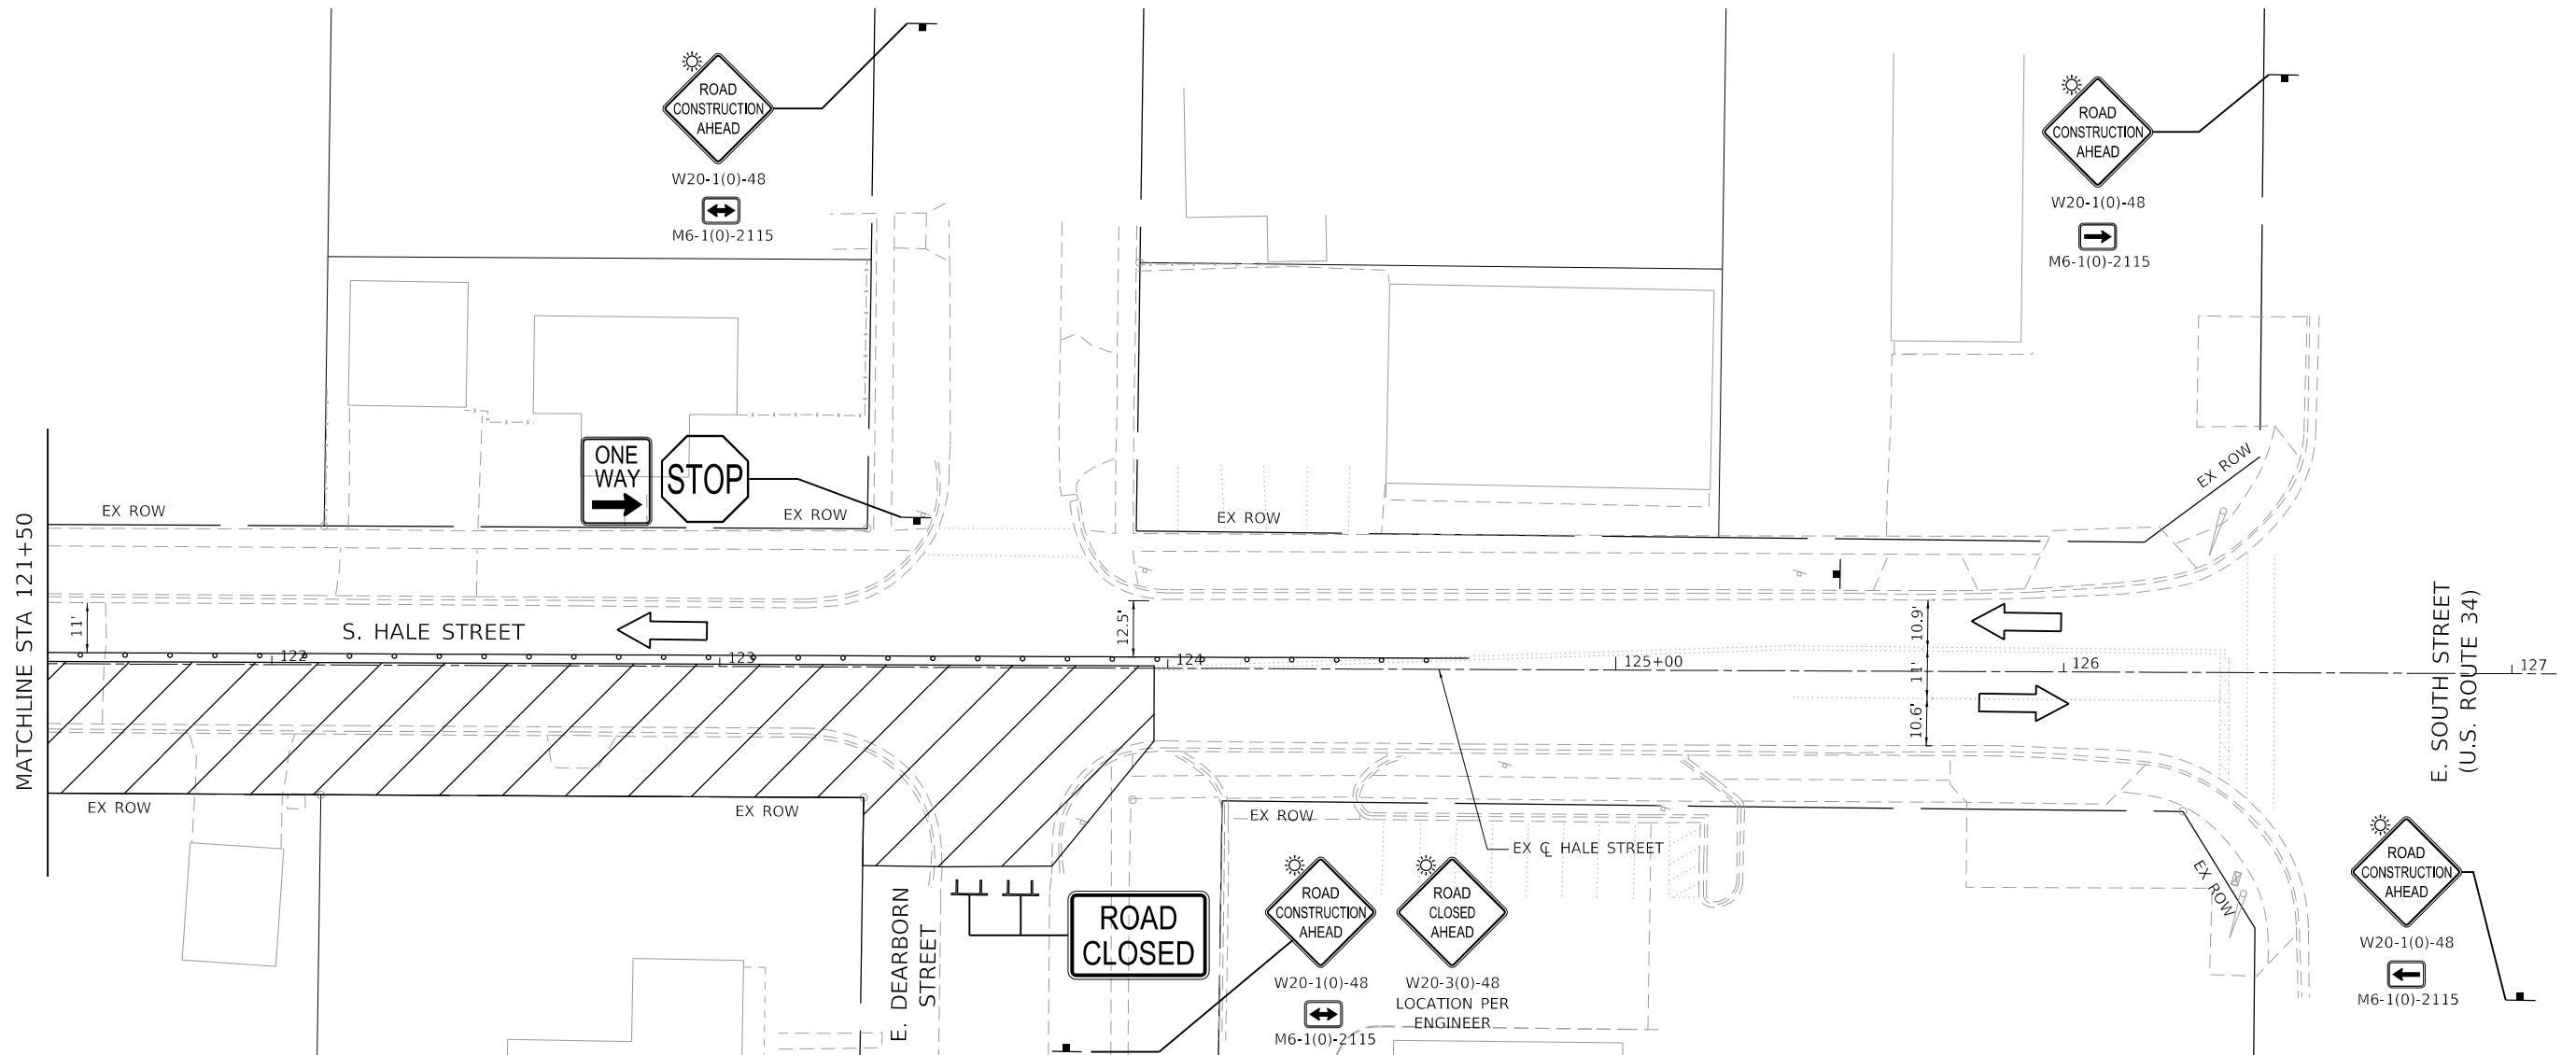 ROAD
CONSTRUCTION
AHEAD
W20-1(0)-48
M6-1(0)-2115
ROAD
CONSTRUCTION
AHEAD
W20-1(0)-48
M6-1(0)-2115
ONE
WAY
STOP
EX ROW
EX ROW
EX ROW
EX ROW
MATCHLINE STA 121+50
11'
S. HALE STREET
12.5'
10.9'
11'
10.6'
122
123
124
125+00
126
127
E. SOUTH STREET
(U.S. ROUTE 34)
EX ROW
EX ROW
EX ROW
EX ROW
EX ℄ HALE STREET
E. DEARBORN
STREET
ROAD
CLOSED
ROAD
CONSTRUCTION
AHEAD
W20-1(0)-48
M6-1(0)-2115
ROAD
CLOSED
AHEAD
W20-3(0)-48
LOCATION PER
ENGINEER
ROAD
CONSTRUCTION
AHEAD
W20-1(0)-48
M6-1(0)-2115